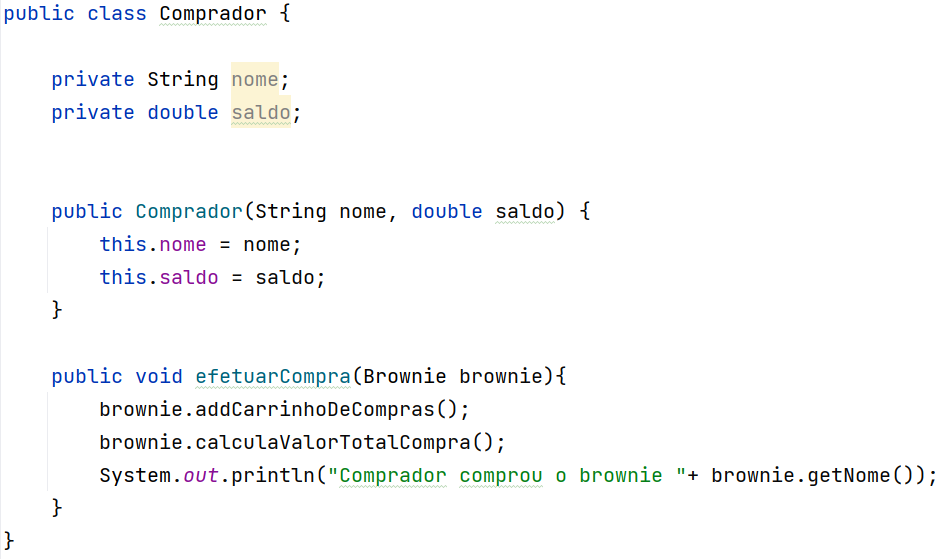 public class Comprador {
private String nome;
private double saldo;
public Comprador(String nome, double saldo) {
this.nome = nome;
this.saldo = saldo;
}
public void efetuarCompra(Brownie brownie){
brownie.addCarrinhoDeCompras();
brownie.calculaValorTotalCompra();
System.out.println("Comprador comprou o brownie "+ brownie.getNome());
}
}